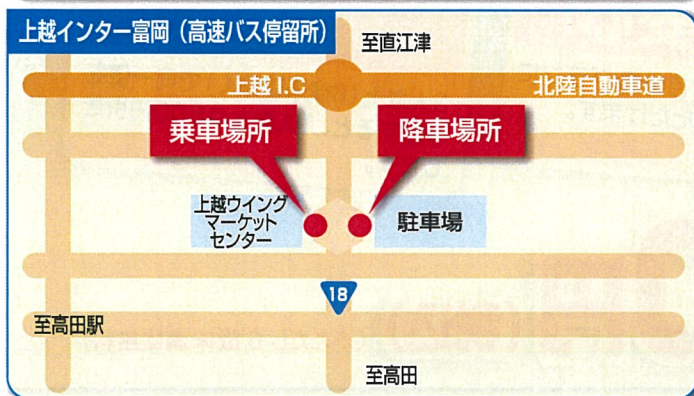 上越インター富岡（高速バス停留所）
至直江津
上越I.C
北陸自動車道
乗車場所
降車場所
上越ウイング
マーケット
センター
駐車場
18
至高田駅
至高田